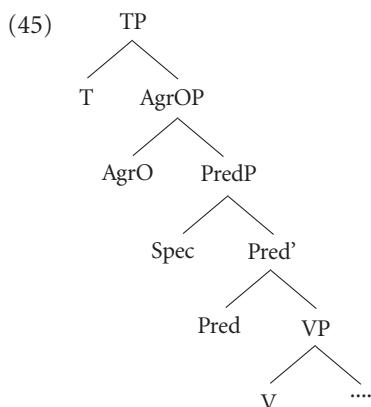 (45) TP
T AgrOP
AgrO PredP
Spec Pred’
Pred VP
V ....